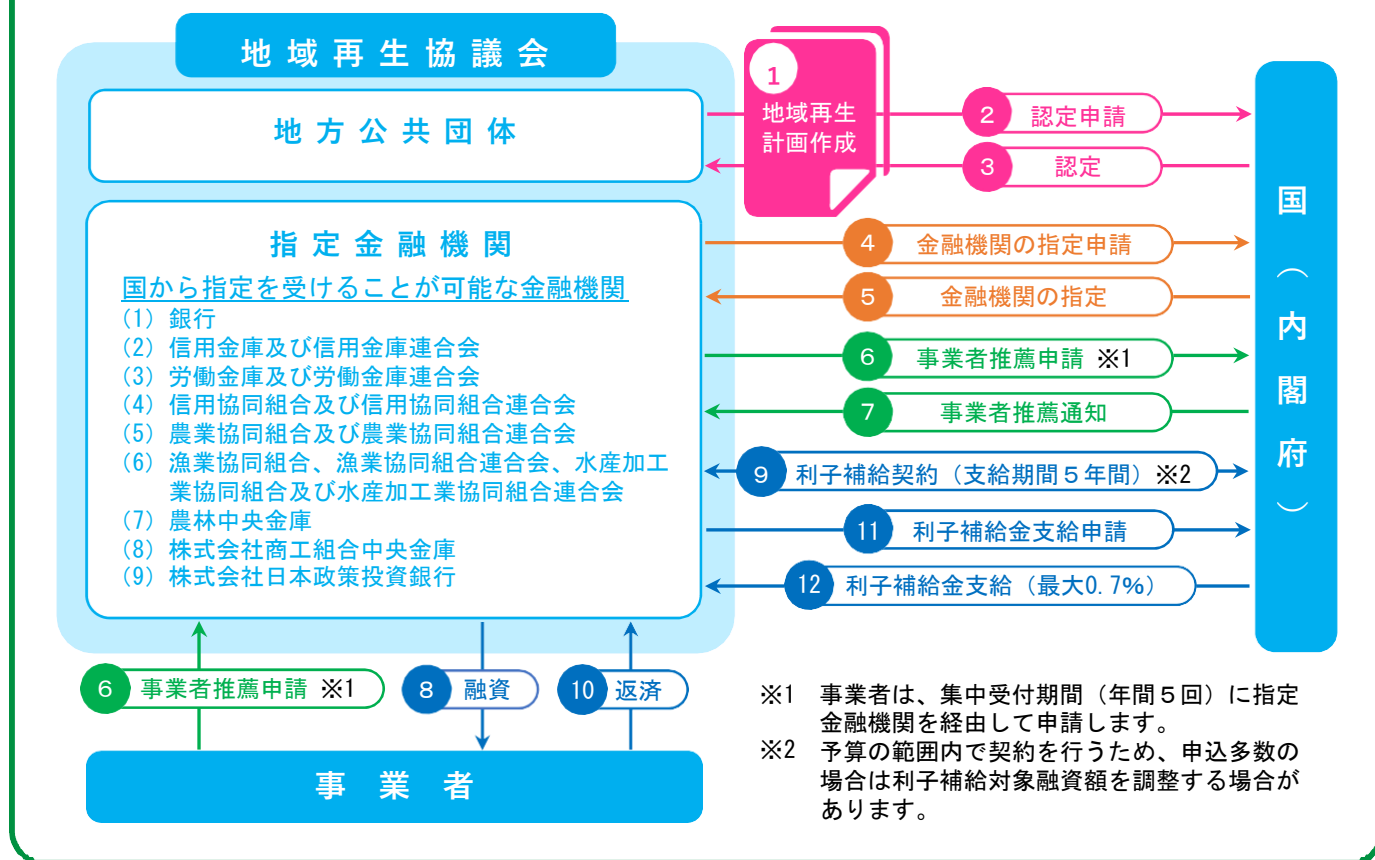 地域再生協議会
地方公共団体
1
地域再生
計画作成
2 認定申請
3 認定
指定金融機関
国から指定を受けることが可能な金融機関
(1) 銀行
(2) 信用金庫及び信用金庫連合会
(3) 労働金庫及び労働金庫連合会
(4) 信用協同組合及び信用協同組合連合会
(5) 農業協同組合及び農業協同組合連合会
(6) 漁業協同組合、漁業協同組合連合会、水産加工
業協同組合及び水産加工業協同組合連合会
(7) 農林中央金庫
(8) 株式会社商工組合中央金庫
(9) 株式会社日本政策投資銀行
4 金融機関の指定申請
5 金融機関の指定
6 事業者推薦申請 ※1
7 事業者推薦通知
9 利子補給契約（支給期間５年間）※2
11 利子補給金支給申請
12 利子補給金支給（最大0.7%）
国（内閣府）
6 事業者推薦申請 ※1
8 融資
10 返済
事業者
※1 事業者は、集中受付期間（年間５回）に指定
金融機関を経由して申請します。
※2 予算の範囲内で契約を行うため、申込多数の
場合は利子補給対象融資額を調整する場合が
あります。